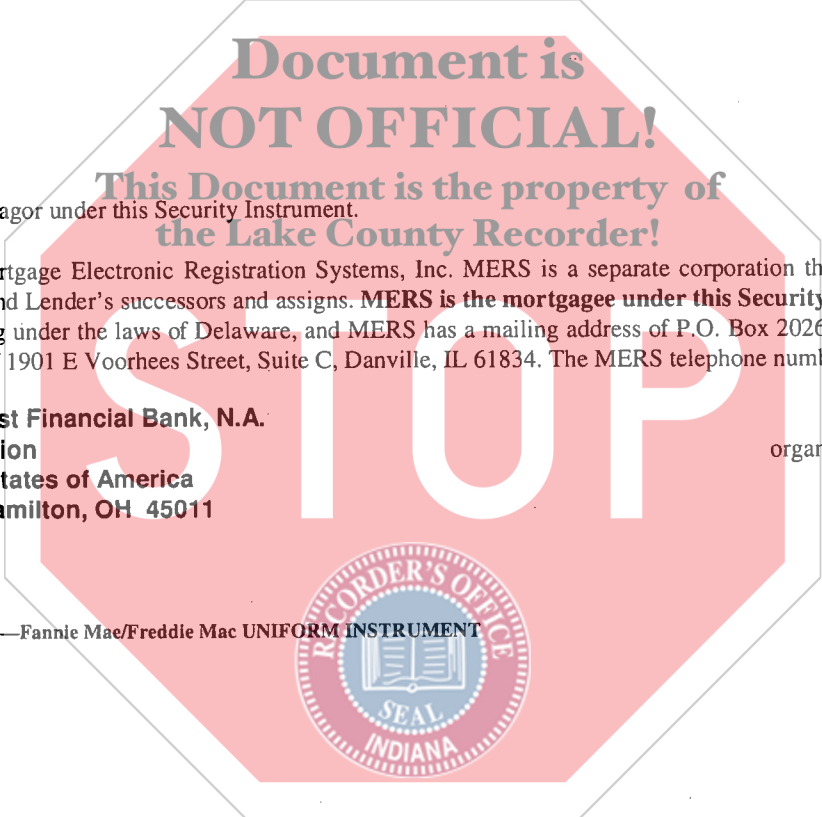 Document is
NOT OFFICIAL!
This Document is the property of
agor under this Security Instrument.
the Lake County Recorder!
rtgage Electronic Registration Systems, Inc. MERS is a separate corporation th
nd Lender's successors and assigns. MERS is the mortgagee under this Security
g under the laws of Delaware, and MERS has a mailing address of P.O. Box 2026
1901 E Voorhees Street, Suite C, Danville, IL 61834. The MERS telephone numb
STOP
st Financial Bank, N.A.
ion organ
tates of America
amilton, OH 45011
—Fannie Mae/Freddie Mac UNIFORM INSTRUMENT
RECORDER'S OFFICE
SEAL
INDIANA